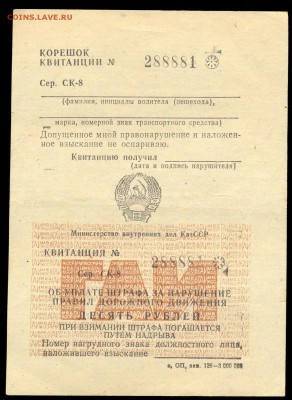 СКБ.RU CoinsS.su
КОРЕШОК
КВИТАНЦИИ № 288881
Сер. СК-8
(фамилия, инициалы водителя (пешехода),
марка, номерной знак транспортного средства)
Допущенное мной правонарушение и наложен-
ное взыскание не оспариваю.
Квитанцию получил
(дата и подпись нарушителя)
Министерство внутренних дел КазССР
КВИТАНЦИЯ № 288881
Сер. СК-8
ГАИ
ОБ УПЛАТЕ ШТРАФА ЗА НАРУШЕНИЕ
ПРАВИЛ ДОРОЖНОГО ДВИЖЕНИЯ
ДЕСЯТЬ РУБЛЕЙ
ПРИ ВЗИМАНИИ ШТРАФА ПОГАШАЕТСЯ
ПУТЕМ НАДРЫВА
Номер нагрудного знака должностного лица,
наложившего взыскание